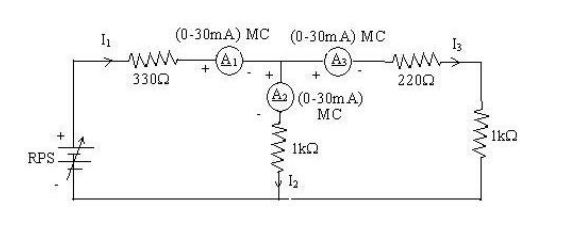 (0-30mA) MC (0-30mA) MC
I1 I3
A1 A3
+ - + + -
330Ω 220Ω
A2 (0-30mA)
MC
-
+ 1kΩ 1kΩ
RPS
- I2